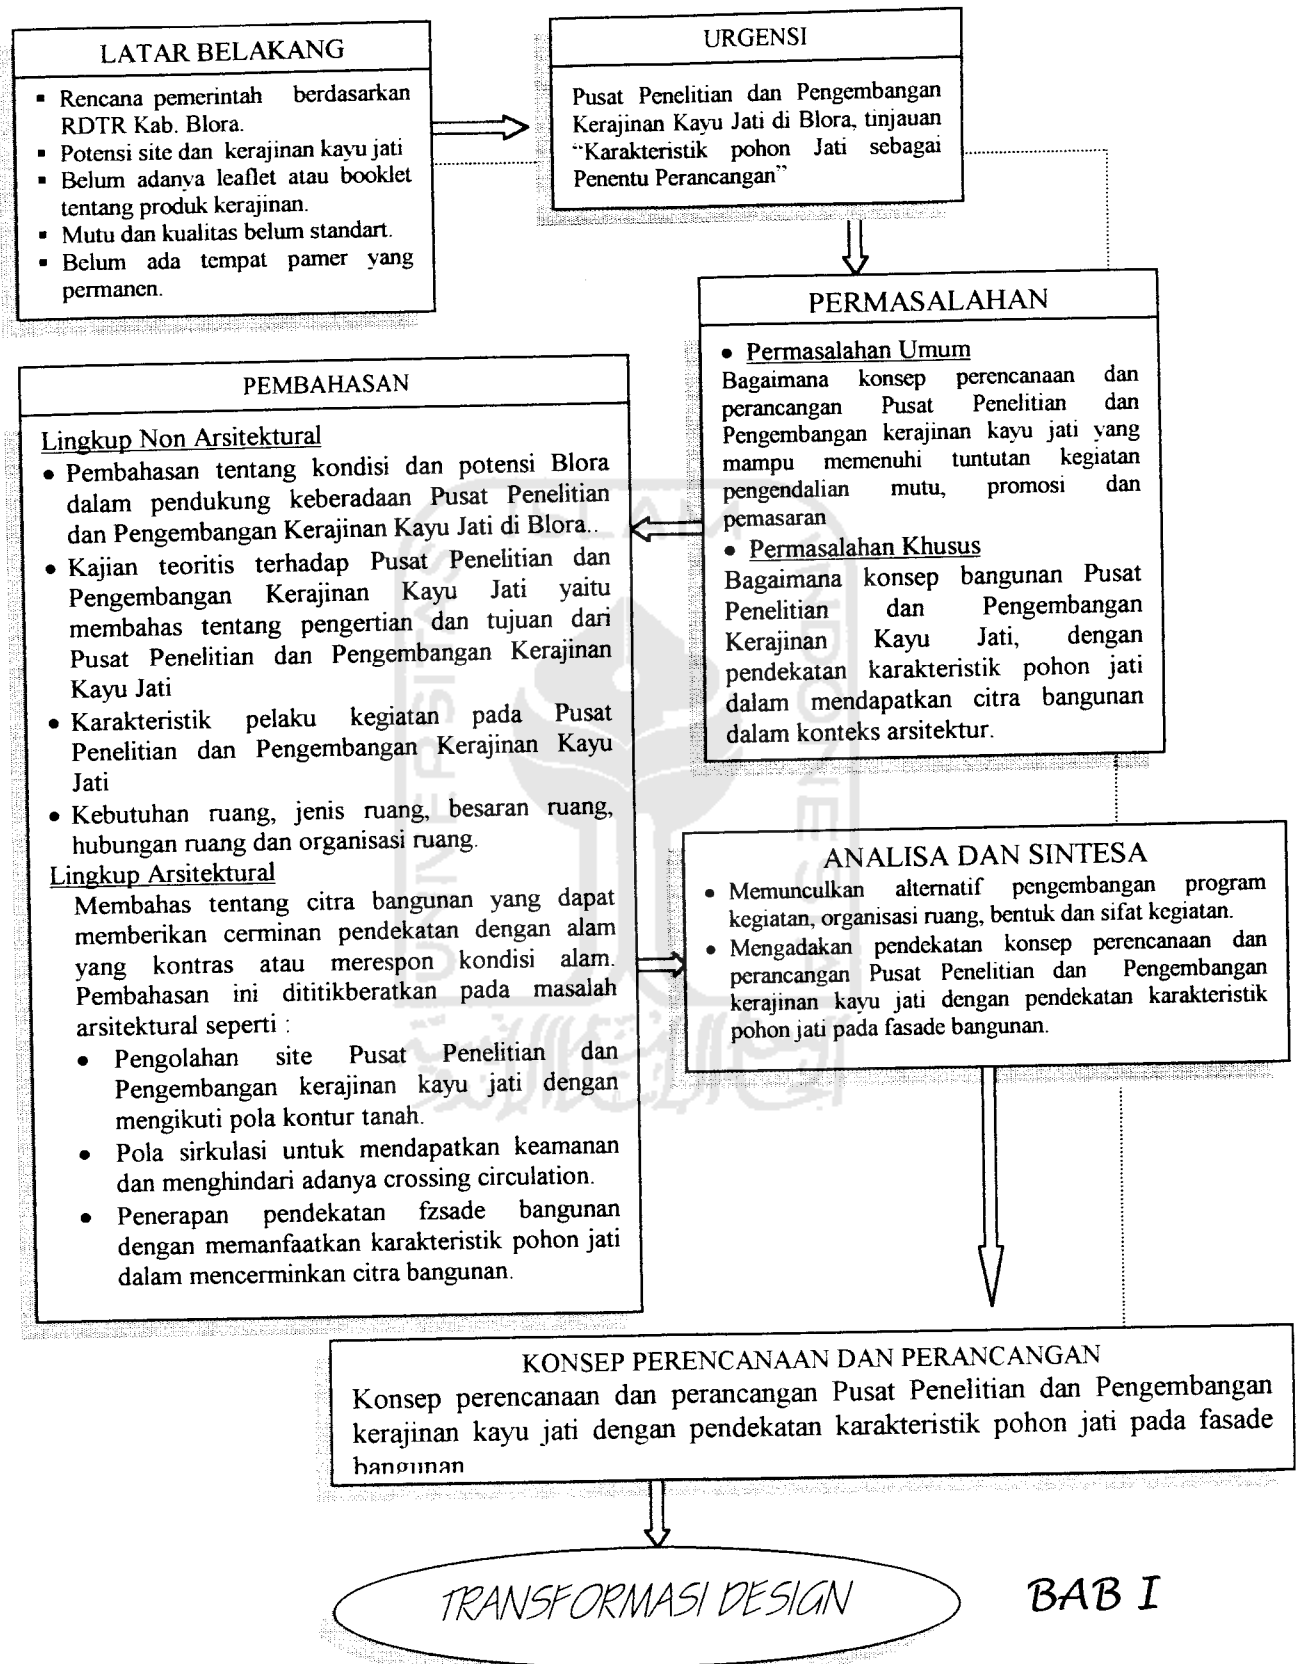 LATAR BELAKANG
▪ Rencana pemerintah berdasarkan
RDTR Kab. Blora.
▪ Potensi site dan kerajinan kayu jati
▪ Belum adanya leaflet atau booklet
tentang produk kerajinan.
▪ Mutu dan kualitas belum standart.
▪ Belum ada tempat pamer yang
permanen.
URGENSI
Pusat Penelitian dan Pengembangan
Kerajinan Kayu Jati di Blora, tinjauan
“Karakteristik pohon Jati sebagai
Penentu Perancangan”
PERMASALAHAN
• Permasalahan Umum
Bagaimana konsep perencanaan dan
perancangan Pusat Penelitian dan
Pengembangan kerajinan kayu jati yang
mampu memenuhi tuntutan kegiatan
pengendalian mutu, promosi dan
pemasaran
• Permasalahan Khusus
Bagaimana konsep bangunan Pusat
Penelitian dan Pengembangan
Kerajinan Kayu Jati, dengan
pendekatan karakteristik pohon jati
dalam mendapatkan citra bangunan
dalam konteks arsitektur.
PEMBAHASAN
Lingkup Non Arsitektural
• Pembahasan tentang kondisi dan potensi Blora
dalam pendukung keberadaan Pusat Penelitian
dan Pengembangan Kerajinan Kayu Jati di Blora..
• Kajian teoritis terhadap Pusat Penelitian dan
Pengembangan Kerajinan Kayu Jati yaitu
membahas tentang pengertian dan tujuan dari
Pusat Penelitian dan Pengembangan Kerajinan
Kayu Jati
• Karakteristik pelaku kegiatan pada Pusat
Penelitian dan Pengembangan Kerajinan Kayu
Jati
• Kebutuhan ruang, jenis ruang, besaran ruang,
hubungan ruang dan organisasi ruang.
Lingkup Arsitektural
Membahas tentang citra bangunan yang dapat
memberikan cerminan pendekatan dengan alam
yang kontras atau merespon kondisi alam.
Pembahasan ini dititikberatkan pada masalah
arsitektural seperti :
• Pengolahan site Pusat Penelitian dan
Pengembangan kerajinan kayu jati dengan
mengikuti pola kontur tanah.
• Pola sirkulasi untuk mendapatkan keamanan
dan menghindari adanya crossing circulation.
• Penerapan pendekatan fzsade bangunan
dengan memanfaatkan karakteristik pohon jati
dalam mencerminkan citra bangunan.
ANALISA DAN SINTESA
• Memunculkan alternatif pengembangan program
kegiatan, organisasi ruang, bentuk dan sifat kegiatan.
• Mengadakan pendekatan konsep perencanaan dan
perancangan Pusat Penelitian dan Pengembangan
kerajinan kayu jati dengan pendekatan karakteristik
pohon jati pada fasade bangunan.
KONSEP PERENCANAAN DAN PERANCANGAN
Konsep perencanaan dan perancangan Pusat Penelitian dan Pengembangan
kerajinan kayu jati dengan pendekatan karakteristik pohon jati pada fasade
bangunan
TRANSFORMASI DESIGN
BAB I
UNIVERSITAS
ISLAM
INDONESIA